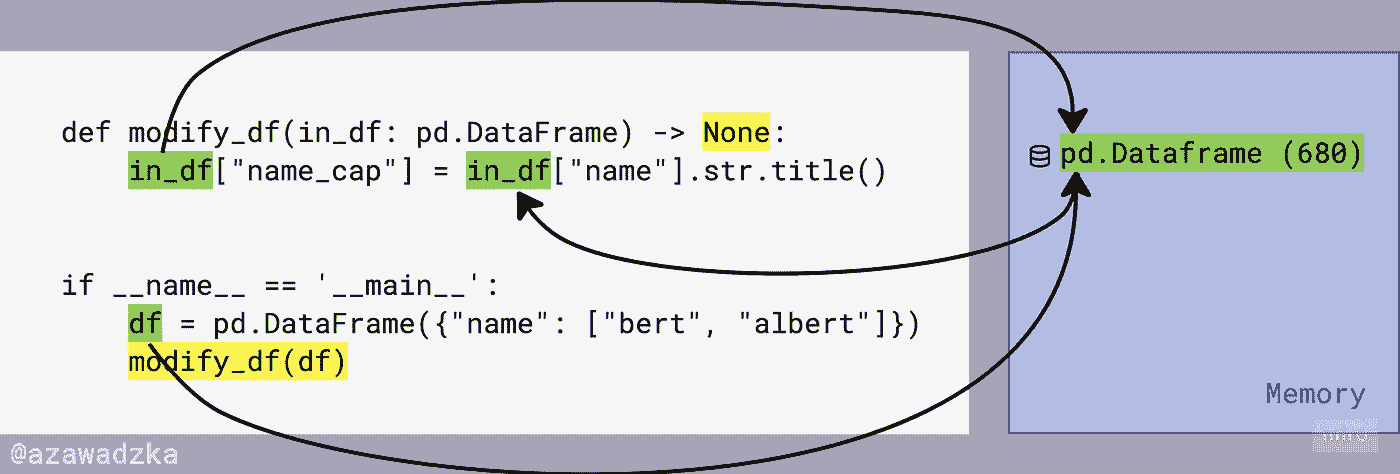 def modify_df(in_df: pd.DataFrame) -> None:
in_df["name_cap"] = in_df["name"].str.title()
if __name__ == '__main__':
df = pd.DataFrame({"name": ["bert", "albert"]})
modify_df(df)
pd.Dataframe (680)
Memory
@azawadzka